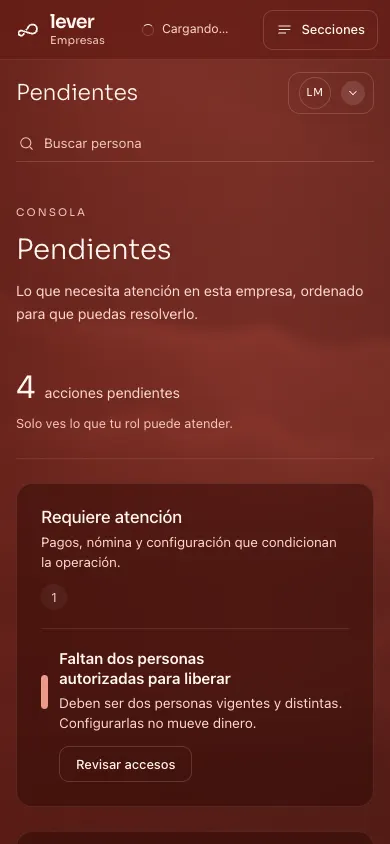 lever
Empresas
Cargando...
Secciones
Pendientes
LM
Buscar persona
CONSOLA
Pendientes
Lo que necesita atención en esta empresa, ordenado
para que puedas resolverlo.
4 acciones pendientes
Solo ves lo que tu rol puede atender.
Requiere atención
Pagos, nómina y configuración que condicionan
la operación.
1
Faltan dos personas
autorizadas para liberar
Deben ser dos personas vigentes y distintas.
Configurarlas no mueve dinero.
Revisar accesos